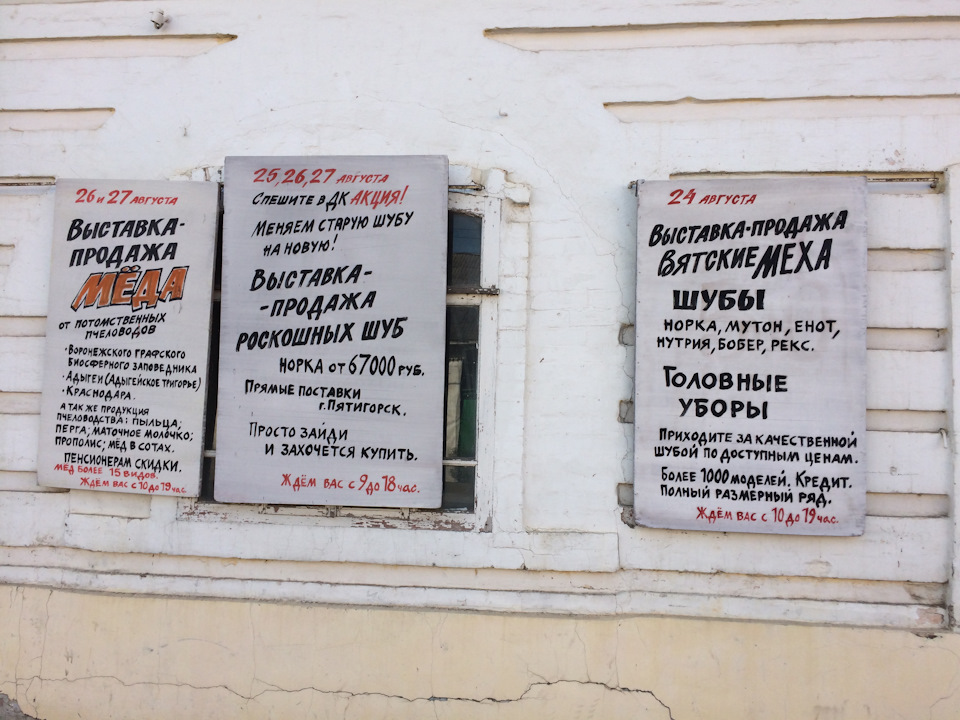 26 и 27 АВГУСТА
ВЫСТАВКА-
ПРОДАЖА
МЁДА
ОТ ПОТОМСТВЕННЫХ
ПЧЕЛОВОДОВ
• ВОРОНЕЖСКОГО ГРАФСКОГО
БИОСФЕРНОГО ЗАПОВЕДНИКА
• АДЫГЕИ (АДЫГЕЙСКОЕ ТРИГОРЬЕ)
• КРАСНОДАРА.
А ТАК ЖЕ ПРОДУКЦИЯ
ПЧЕЛОВОДСТВА: ПЫЛЬЦА;
ПЕРГА; МАТОЧНОЕ МОЛОЧКО;
ПРОПОЛИС; МЁД В СОТАХ.
ПЕНСИОНЕРАМ СКИДКИ.
МЁД БОЛЕЕ 15 ВИДОВ.
ЖДЁМ ВАС С 10 ДО 19 ЧАС.
25, 26, 27 АВГУСТА
СПЕШИТЕ В ДК АКЦИЯ!
МЕНЯЕМ СТАРУЮ ШУБУ
НА НОВУЮ!
ВЫСТАВКА-
-ПРОДАЖА
РОСКОШНЫХ ШУБ
НОРКА ОТ 67000 РУБ.
ПРЯМЫЕ ПОСТАВКИ
г. ПЯТИГОРСК.
ПРОСТО ЗАЙДИ
И ЗАХОЧЕТСЯ КУПИТЬ.
ЖДЁМ ВАС С 9 ДО 18 ЧАС.
24 АВГУСТА
ВЫСТАВКА-ПРОДАЖА
ВЯТСКИЕ МЕХА
ШУБЫ
НОРКА, МУТОН, ЕНОТ,
НУТРИЯ, БОБЕР, РЕКС.
ГОЛОВНЫЕ
УБОРЫ
ПРИХОДИТЕ ЗА КАЧЕСТВЕННОЙ
ШУБОЙ ПО ДОСТУПНЫМ ЦЕНАМ.
БОЛЕЕ 1000 МОДЕЛЕЙ. КРЕДИТ.
ПОЛНЫЙ РАЗМЕРНЫЙ РЯД.
ЖДЁМ ВАС С 10 ДО 19 ЧАС.